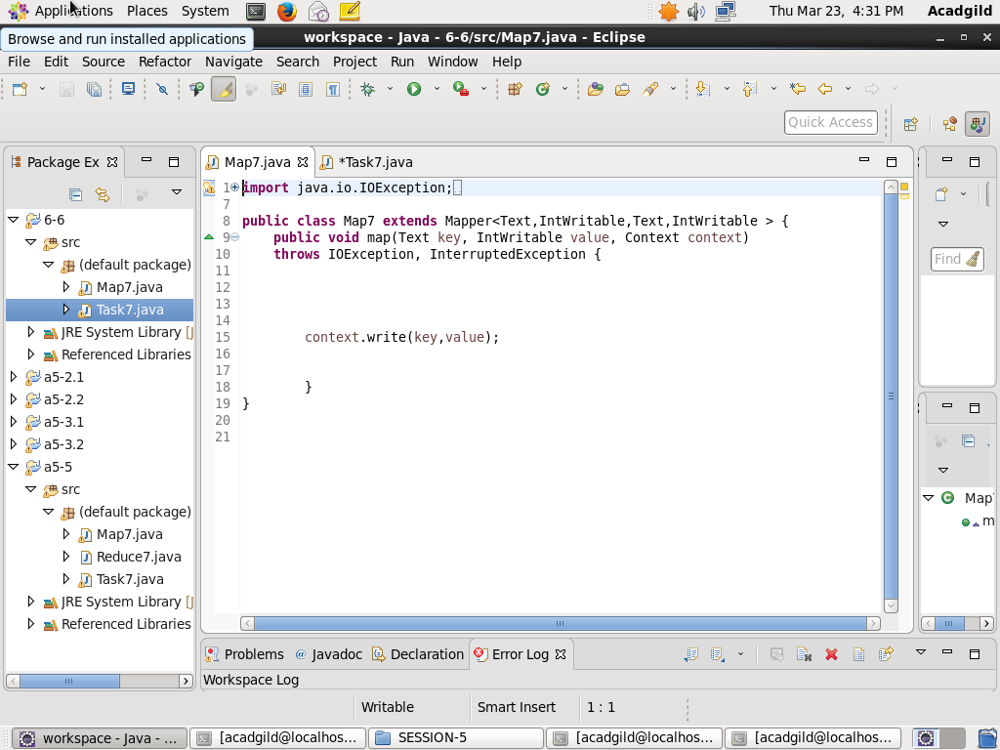 Applications Places System Thu Mar 23, 4:31 PM Acadgild
Browse and run installed applications
workspace - Java - 6-6/src/Map7.java - Eclipse
File Edit Source Refactor Navigate Search Project Run Window Help
Quick Access
Package Ex
Map7.java
*Task7.java
6-6
src
(default package)
Map7.java
Task7.java
JRE System Library [J
Referenced Libraries
a5-2.1
a5-2.2
a5-3.1
a5-3.2
a5-5
src
(default package)
Map7.java
Reduce7.java
Task7.java
JRE System Library [J
Referenced Libraries
1 import java.io.IOException;
7
8 public class Map7 extends Mapper<Text,IntWritable,Text,IntWritable > {
9 public void map(Text key, IntWritable value, Context context)
10 throws IOException, InterruptedException {
11
12
13
14
15 context.write(key,value);
16
17
18 }
19 }
20
21
Find
Map7
m
Problems @ Javadoc Declaration Error Log
Workspace Log
Writable Smart Insert 1 : 1
workspace - Java - ... [acadgild@localhos... SESSION-5 [acadgild@localhos... [acadgild@localhos...